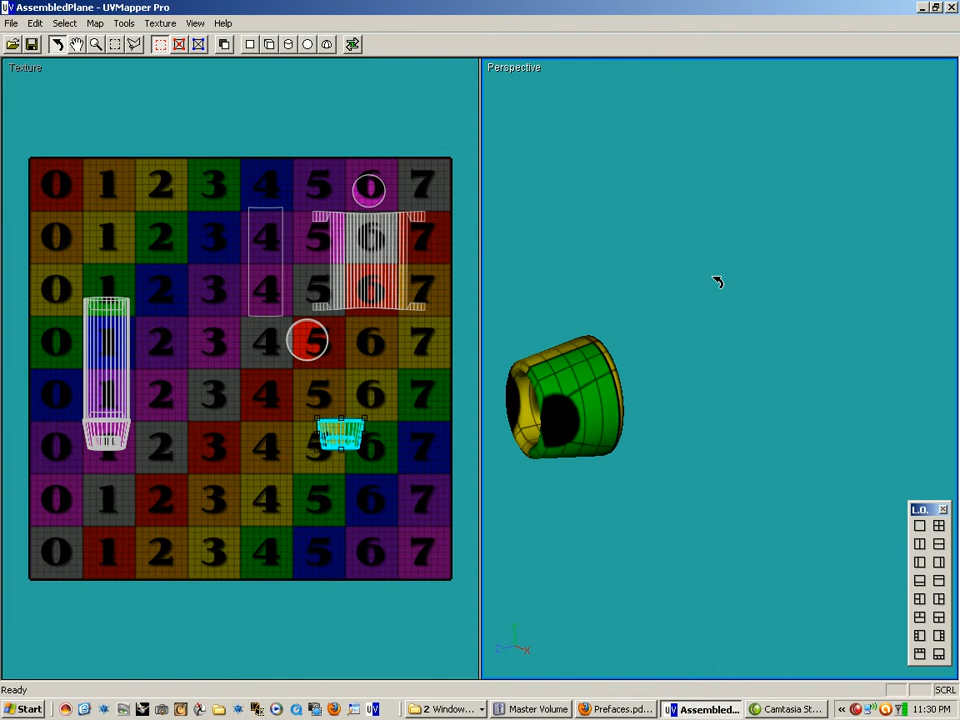 AssembledPlane - UVMapper Pro
File Edit Select Map Tools Texture View Help
Texture
Perspective
0 1 2 3 4 5 6 7
0 1 2 3 4 5 6 7
0 1 2 3 4 5 6 7
0 1 2 3 4 5 6 7
0 1 2 3 4 5 6 7
0 1 2 3 4 5 6 7
0 1 2 3 4 5 6 7
0 1 2 3 4 5 6 7
L.O.
Z X
Ready
SCRL
Start
UV
2 Window...
Master Volume
Prefaces.pd...
Assembled...
Camtasia St...
11:30 PM